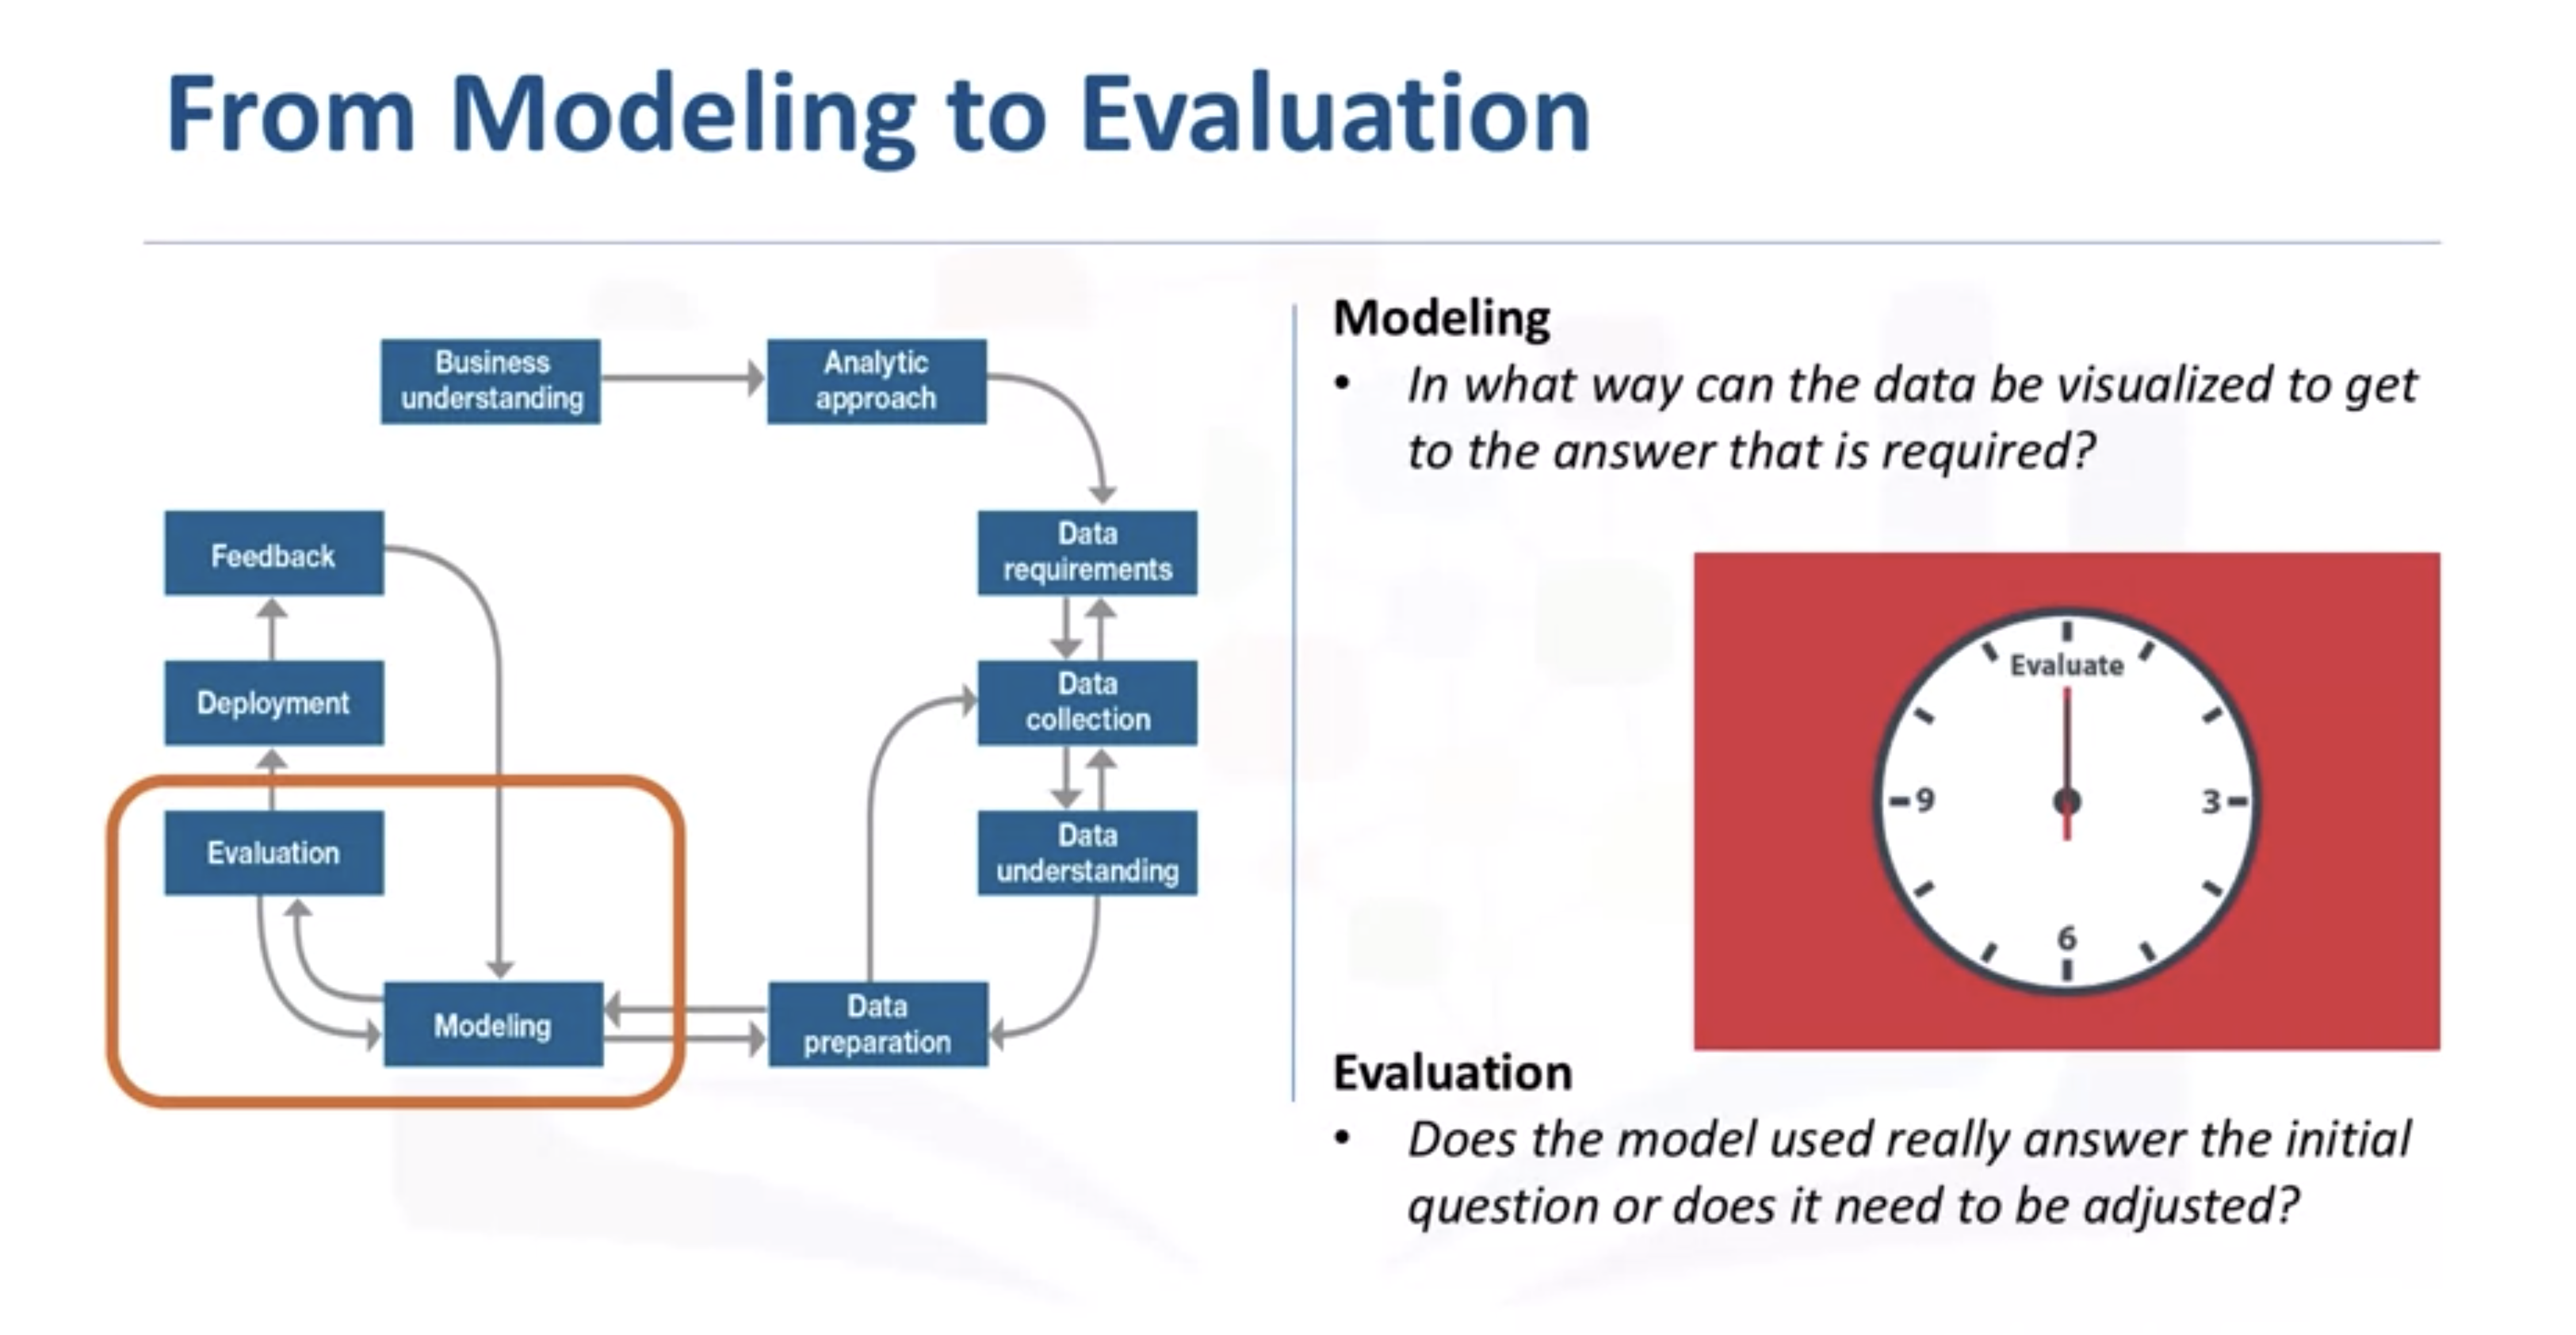 From Modeling to Evaluation
Business
understanding
Analytic
approach
Feedback
Data
requirements
Deployment
Data
collection
Evaluation
Data
understanding
Modeling
Data
preparation
Modeling
• In what way can the data be visualized to get
to the answer that is required?
Evaluate
9
3
6
Evaluation
• Does the model used really answer the initial
question or does it need to be adjusted?